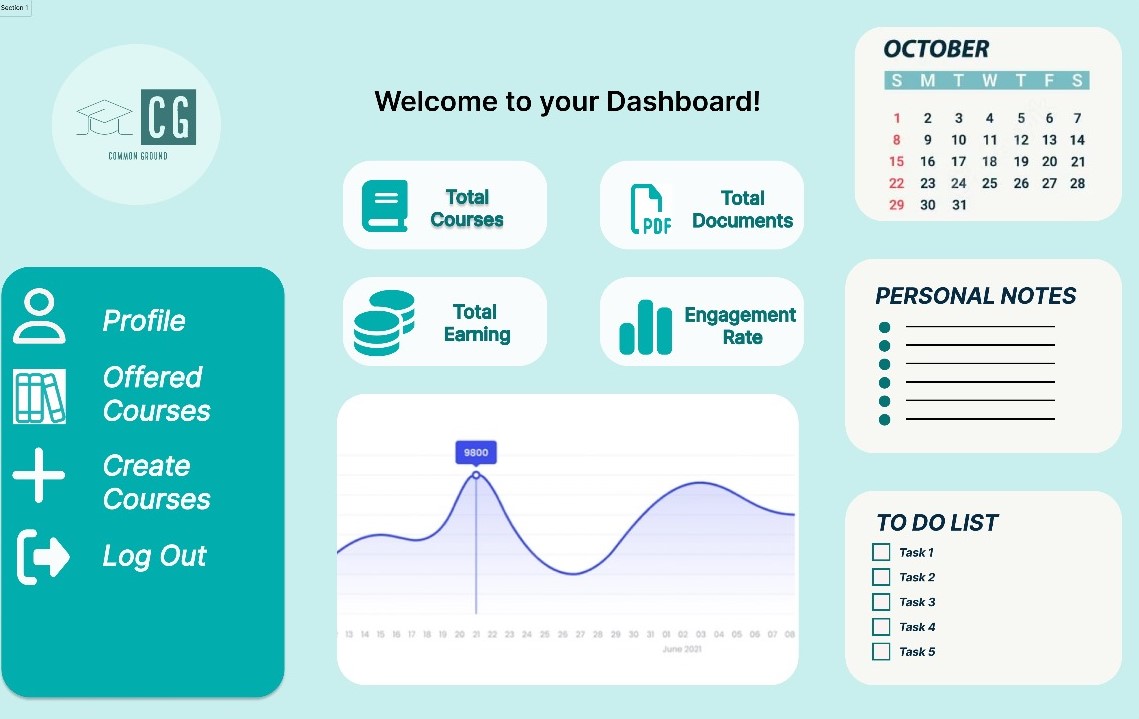 Section 1
CG
COMMON GROUND
Profile
Offered
Courses
Create
Courses
Log Out
Welcome to your Dashboard!
Total
Courses
PDF
Total
Documents
Total
Earning
Engagement
Rate
9800
13 14 15 16 17 18 19 20 21 22 23 24 25 26 27 28 29 30 31 01 02 03 04 05 06 07 08
June 2021
OCTOBER
S M T W T F S
1 2 3 4 5 6 7
8 9 10 11 12 13 14
15 16 17 18 19 20 21
22 23 24 25 26 27 28
29 30 31
PERSONAL NOTES
TO DO LIST
Task 1
Task 2
Task 3
Task 4
Task 5